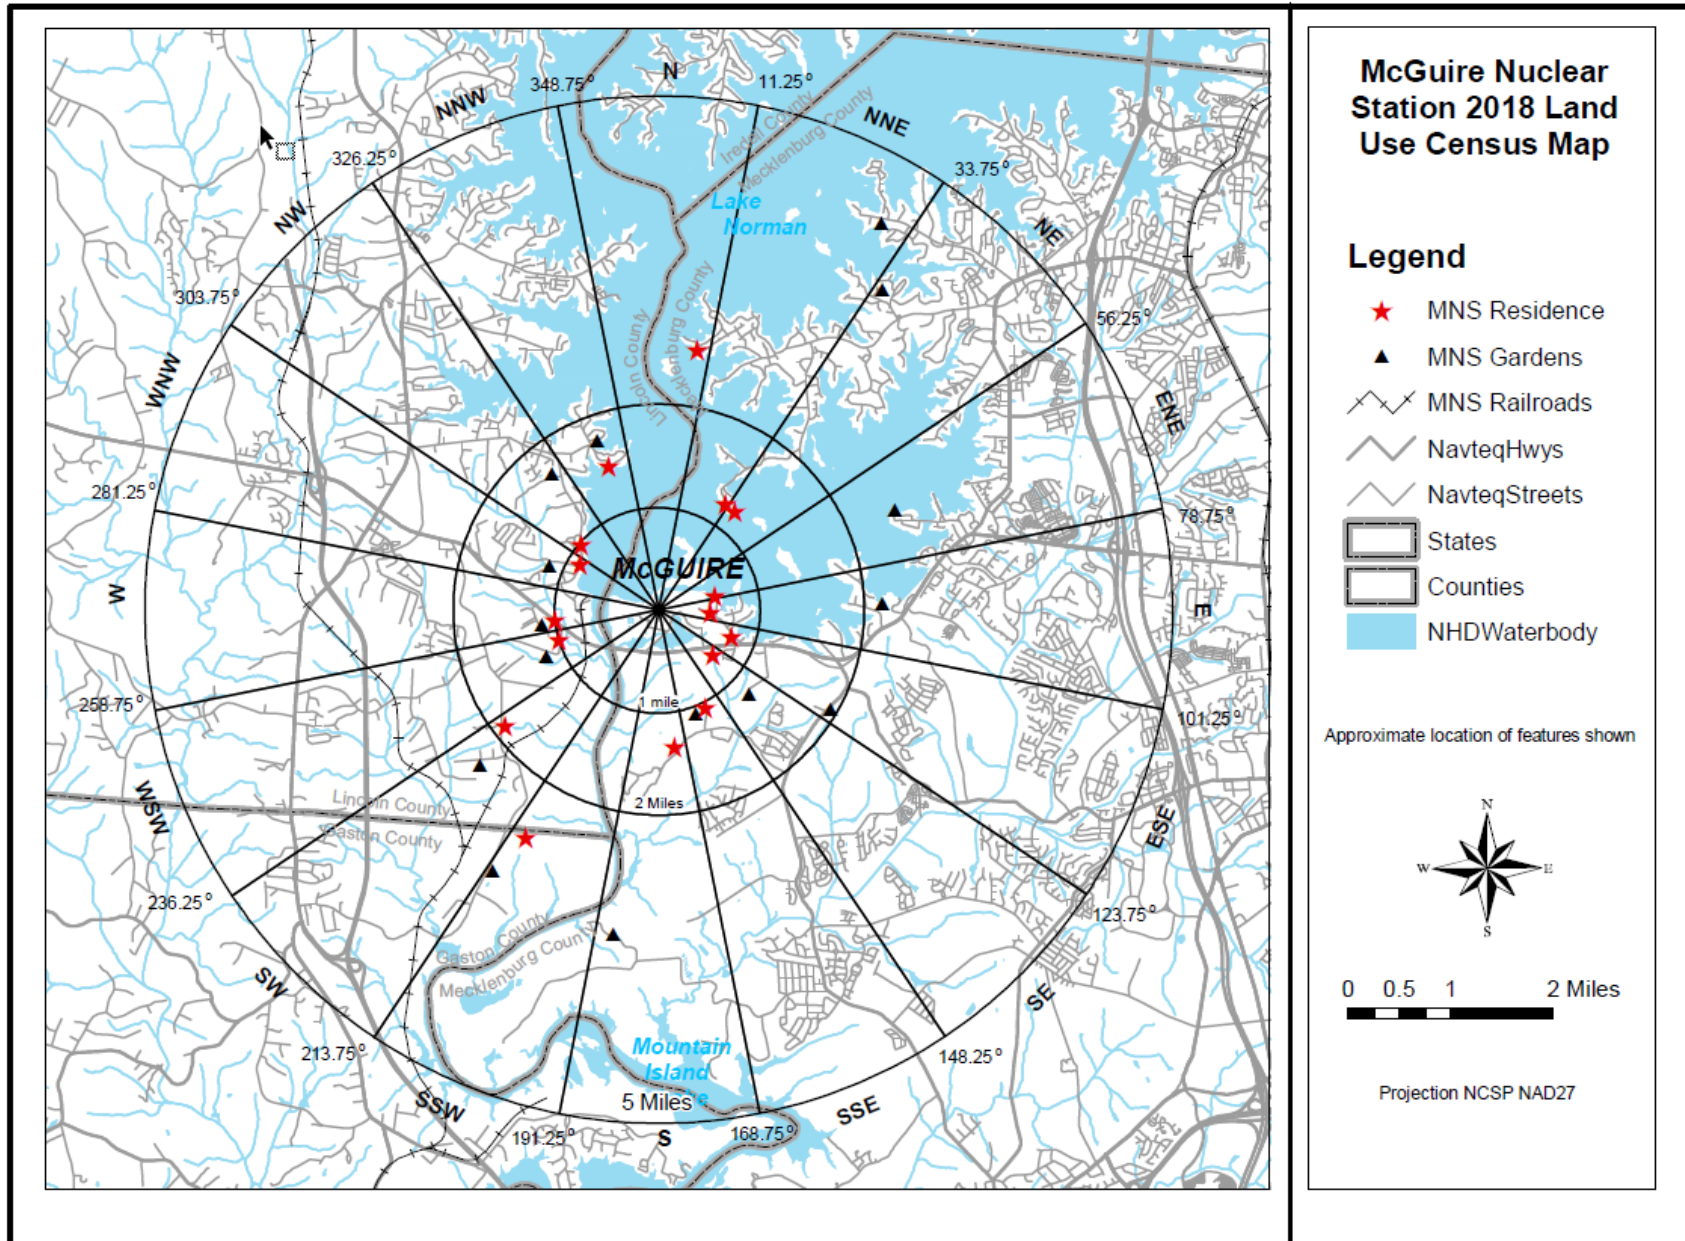 McGuire Nuclear
Station 2018 Land
Use Census Map
Legend
MNS Residence
MNS Gardens
MNS Railroads
NavteqHwys
NavteqStreets
States
Counties
NHDWaterbody
Approximate location of features shown
N
W
E
S
0 0.5 1 2 Miles
Projection NCSP NAD27
N
348.75°
11.25°
NNW
NNE
326.25°
33.75°
Iredell County
Mecklenburg County
Lake
Norman
NW
NE
303.75°
56.25°
Lincoln County
Mecklenburg County
WNW
ENE
281.25°
78.75°
McGUIRE
W
E
1 mile
258.75°
101.25°
2 Miles
Lincoln County
Gaston County
WSW
ESE
236.25°
123.75°
Gaston County
Mecklenburg County
SW
SE
213.75°
148.25°
Mountain
Island
5 Miles
SSW
SSE
191.25°
S
168.75°